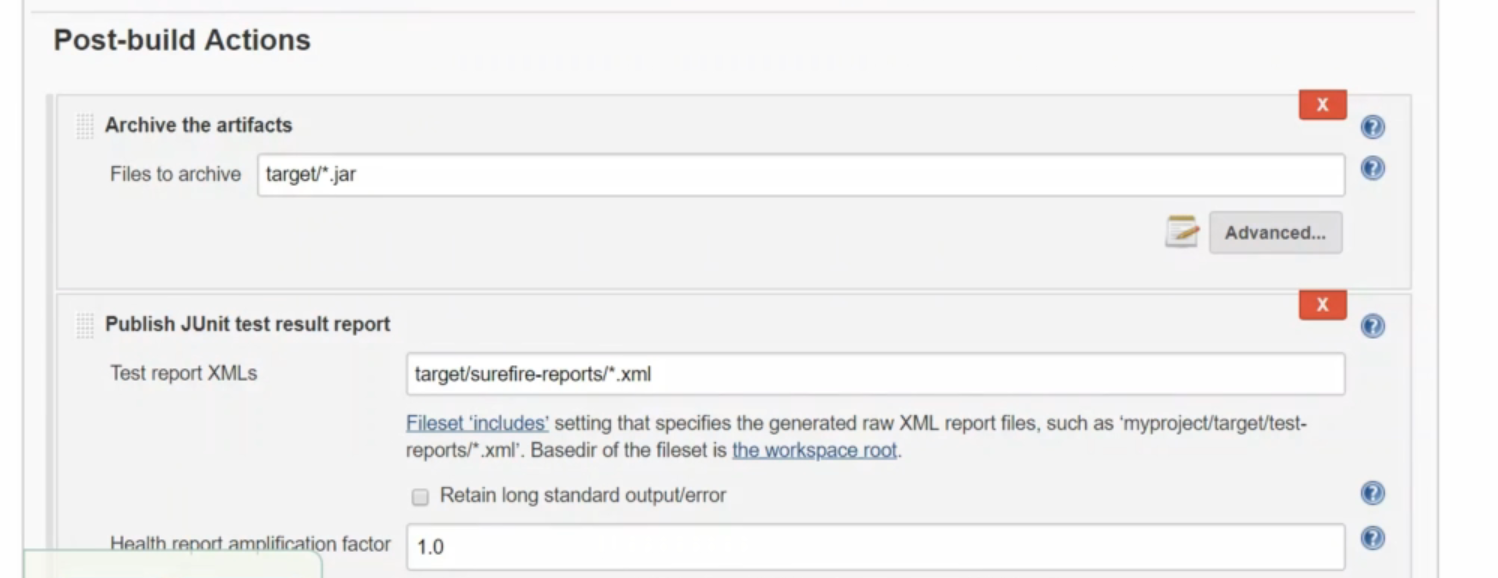 Post-build Actions
X
Archive the artifacts
Files to archive target/*.jar
Advanced...
X
Publish JUnit test result report
Test report XMLs target/surefire-reports/*.xml
Fileset ‘includes’ setting that specifies the generated raw XML report files, such as ‘myproject/target/test-
reports/*.xml’. Basedir of the fileset is the workspace root.
Retain long standard output/error
Health report amplification factor 1.0